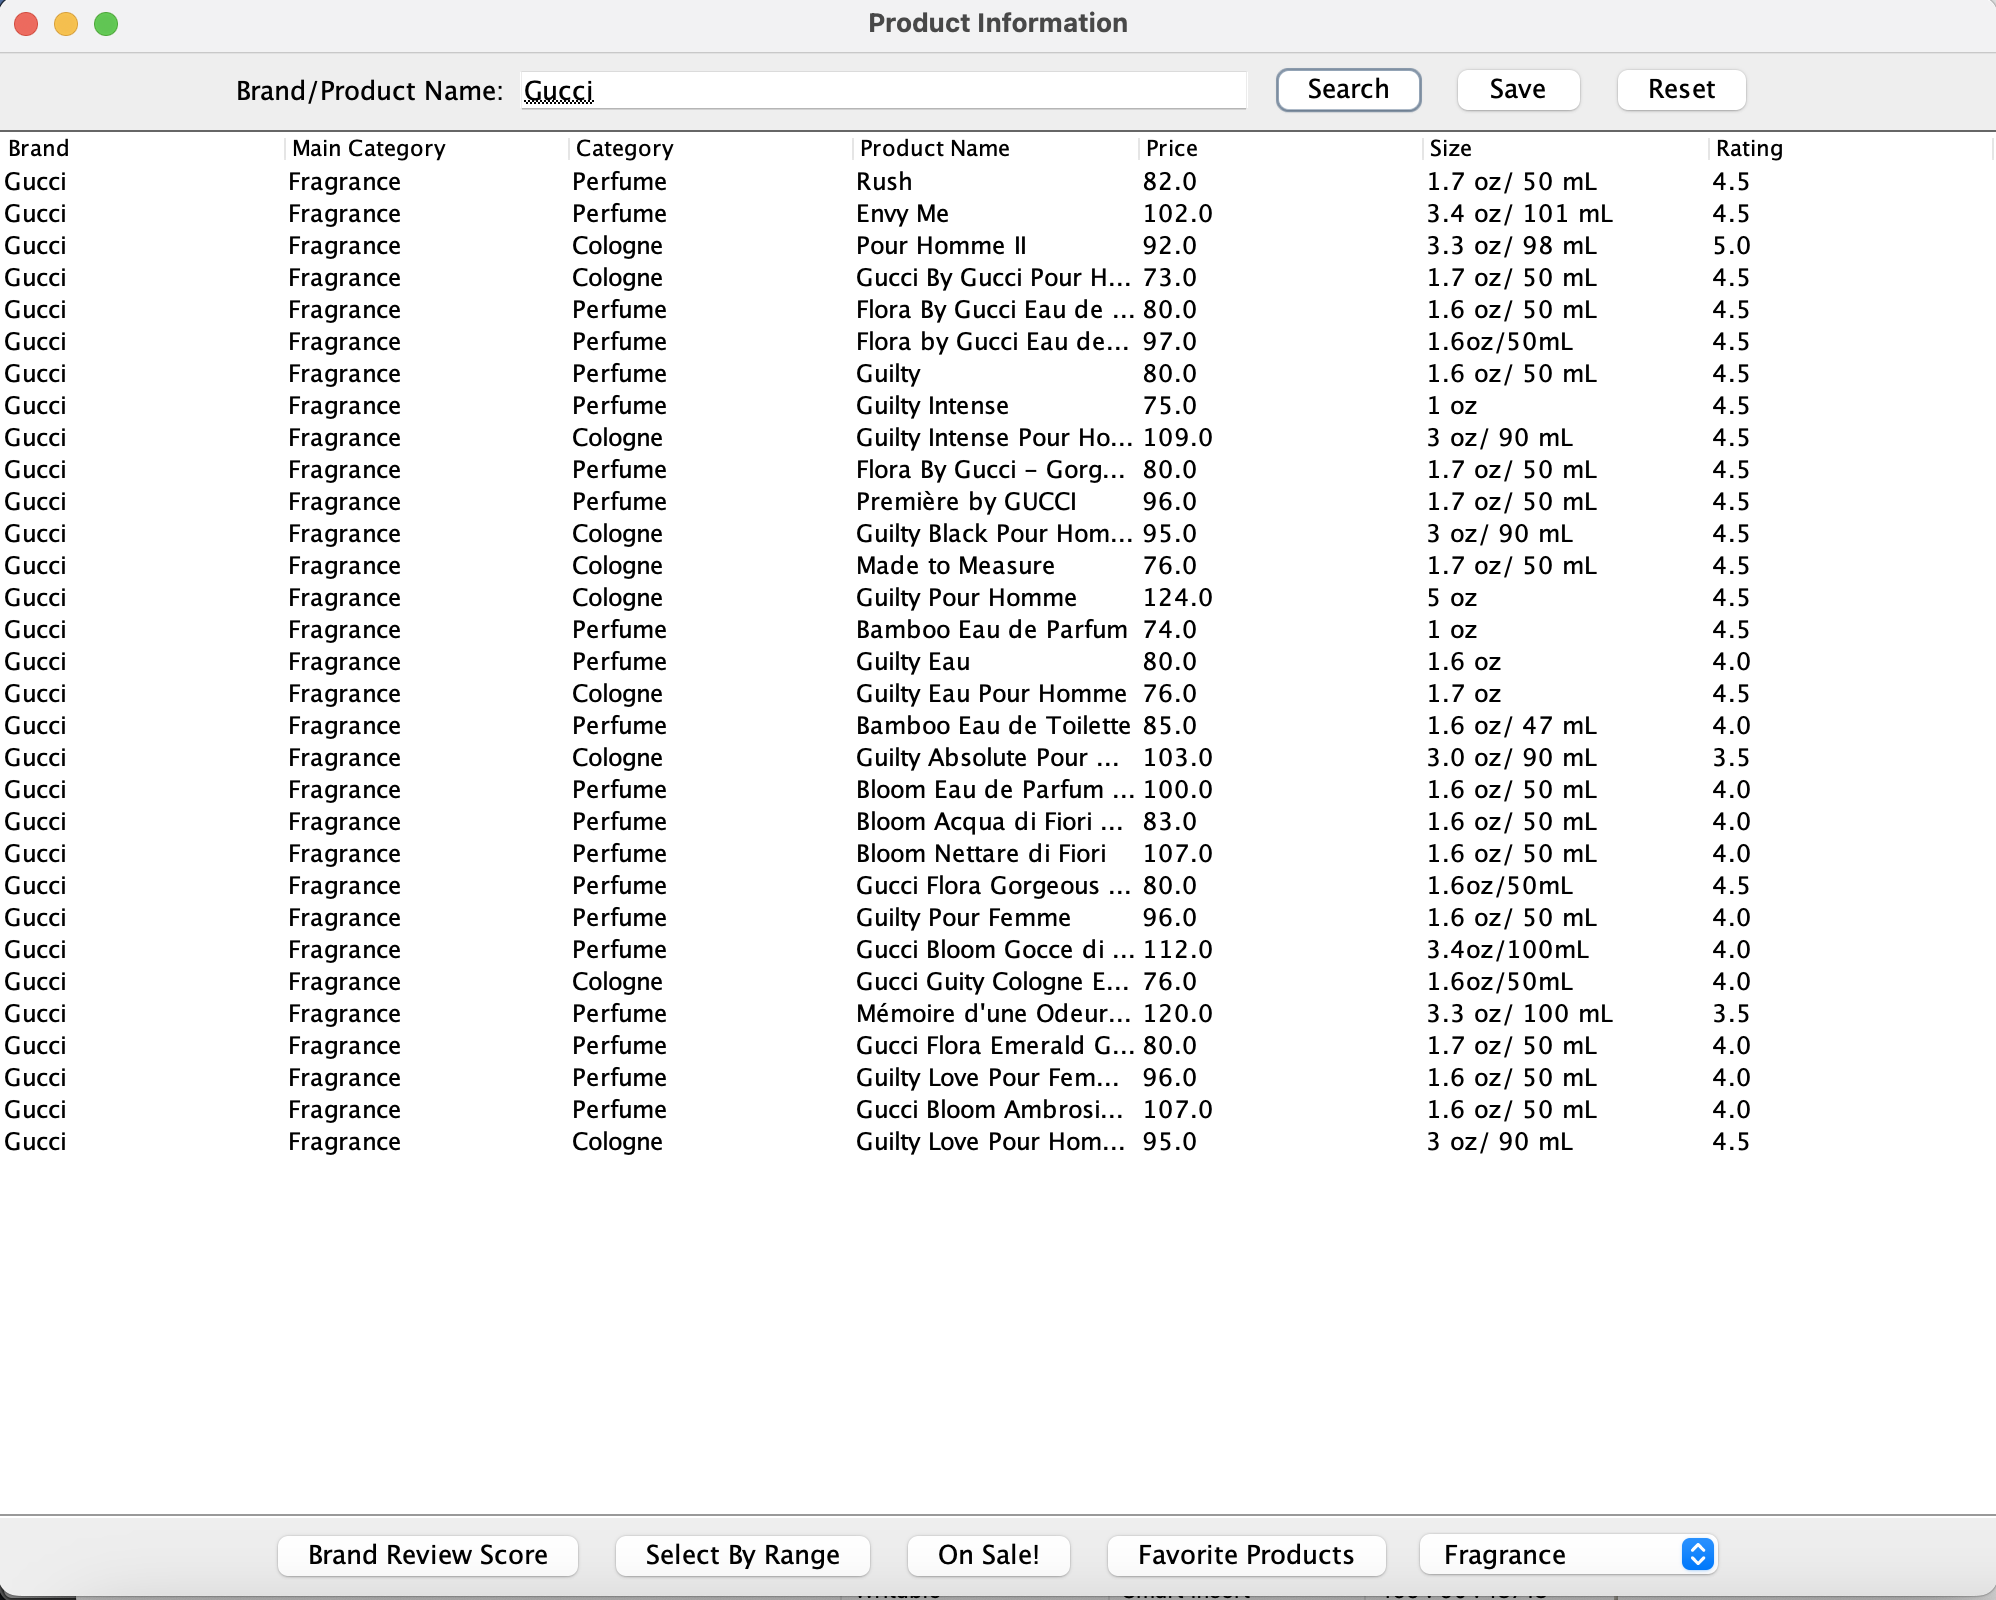 Product Information
Brand/Product Name: Gucci Search Save Reset
Brand Main Category Category Product Name Price Size Rating
Gucci Fragrance Perfume Rush 82.0 1.7 oz/ 50 mL 4.5
Gucci Fragrance Perfume Envy Me 102.0 3.4 oz/ 101 mL 4.5
Gucci Fragrance Cologne Pour Homme II 92.0 3.3 oz/ 98 mL 5.0
Gucci Fragrance Cologne Gucci By Gucci Pour H... 73.0 1.7 oz/ 50 mL 4.5
Gucci Fragrance Perfume Flora By Gucci Eau de ... 80.0 1.6 oz/ 50 mL 4.5
Gucci Fragrance Perfume Flora by Gucci Eau de... 97.0 1.6oz/50mL 4.5
Gucci Fragrance Perfume Guilty 80.0 1.6 oz/ 50 mL 4.5
Gucci Fragrance Perfume Guilty Intense 75.0 1 oz 4.5
Gucci Fragrance Cologne Guilty Intense Pour Ho... 109.0 3 oz/ 90 mL 4.5
Gucci Fragrance Perfume Flora By Gucci – Gorg... 80.0 1.7 oz/ 50 mL 4.5
Gucci Fragrance Perfume Première by GUCCI 96.0 1.7 oz/ 50 mL 4.5
Gucci Fragrance Cologne Guilty Black Pour Hom... 95.0 3 oz/ 90 mL 4.5
Gucci Fragrance Cologne Made to Measure 76.0 1.7 oz/ 50 mL 4.5
Gucci Fragrance Cologne Guilty Pour Homme 124.0 5 oz 4.5
Gucci Fragrance Perfume Bamboo Eau de Parfum 74.0 1 oz 4.5
Gucci Fragrance Perfume Guilty Eau 80.0 1.6 oz 4.0
Gucci Fragrance Cologne Guilty Eau Pour Homme 76.0 1.7 oz 4.5
Gucci Fragrance Perfume Bamboo Eau de Toilette 85.0 1.6 oz/ 47 mL 4.0
Gucci Fragrance Cologne Guilty Absolute Pour ... 103.0 3.0 oz/ 90 mL 3.5
Gucci Fragrance Perfume Bloom Eau de Parfum ... 100.0 1.6 oz/ 50 mL 4.0
Gucci Fragrance Perfume Bloom Acqua di Fiori ... 83.0 1.6 oz/ 50 mL 4.0
Gucci Fragrance Perfume Bloom Nettare di Fiori 107.0 1.6 oz/ 50 mL 4.0
Gucci Fragrance Perfume Gucci Flora Gorgeous ... 80.0 1.6oz/50mL 4.5
Gucci Fragrance Perfume Guilty Pour Femme 96.0 1.6 oz/ 50 mL 4.0
Gucci Fragrance Perfume Gucci Bloom Gocce di ... 112.0 3.4oz/100mL 4.0
Gucci Fragrance Cologne Gucci Guity Cologne E... 76.0 1.6oz/50mL 4.0
Gucci Fragrance Perfume Mémoire d'une Odeur... 120.0 3.3 oz/ 100 mL 3.5
Gucci Fragrance Perfume Gucci Flora Emerald G... 80.0 1.7 oz/ 50 mL 4.0
Gucci Fragrance Perfume Guilty Love Pour Fem... 96.0 1.6 oz/ 50 mL 4.0
Gucci Fragrance Perfume Gucci Bloom Ambrosi... 107.0 1.6 oz/ 50 mL 4.0
Gucci Fragrance Cologne Guilty Love Pour Hom... 95.0 3 oz/ 90 mL 4.5
Brand Review Score Select By Range On Sale! Favorite Products Fragrance